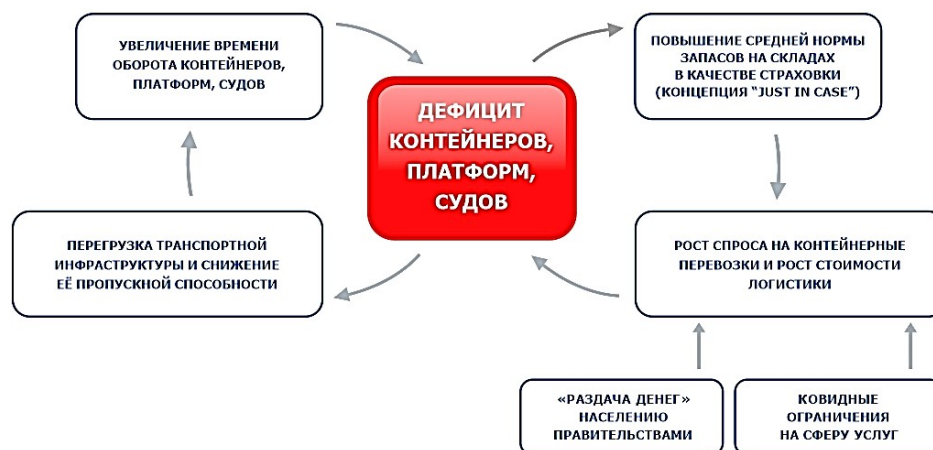 УВЕЛИЧЕНИЕ ВРЕМЕНИ
ОБОРОТА КОНТЕЙНЕРОВ,
ПЛАТФОРМ, СУДОВ
ДЕФИЦИТ
КОНТЕЙНЕРОВ,
ПЛАТФОРМ,
СУДОВ
ПОВЫШЕНИЕ СРЕДНЕЙ НОРМЫ
ЗАПАСОВ НА СКЛАДАХ
В КАЧЕСТВЕ СТРАХОВКИ
(КОНЦЕПЦИЯ “JUST IN CASE”)
ПЕРЕГРУЗКА ТРАНСПОРТНОЙ
ИНФРАСТРУКТУРЫ И СНИЖЕНИЕ
ЕЁ ПРОПУСКНОЙ СПОСОБНОСТИ
РОСТ СПРОСА НА КОНТЕЙНЕРНЫЕ
ПЕРЕВОЗКИ И РОСТ СТОИМОСТИ
ЛОГИСТИКИ
«РАЗДАЧА ДЕНЕГ»
НАСЕЛЕНИЮ
ПРАВИТЕЛЬСТВАМИ
КОВИДНЫЕ
ОГРАНИЧЕНИЯ
НА СФЕРУ УСЛУГ